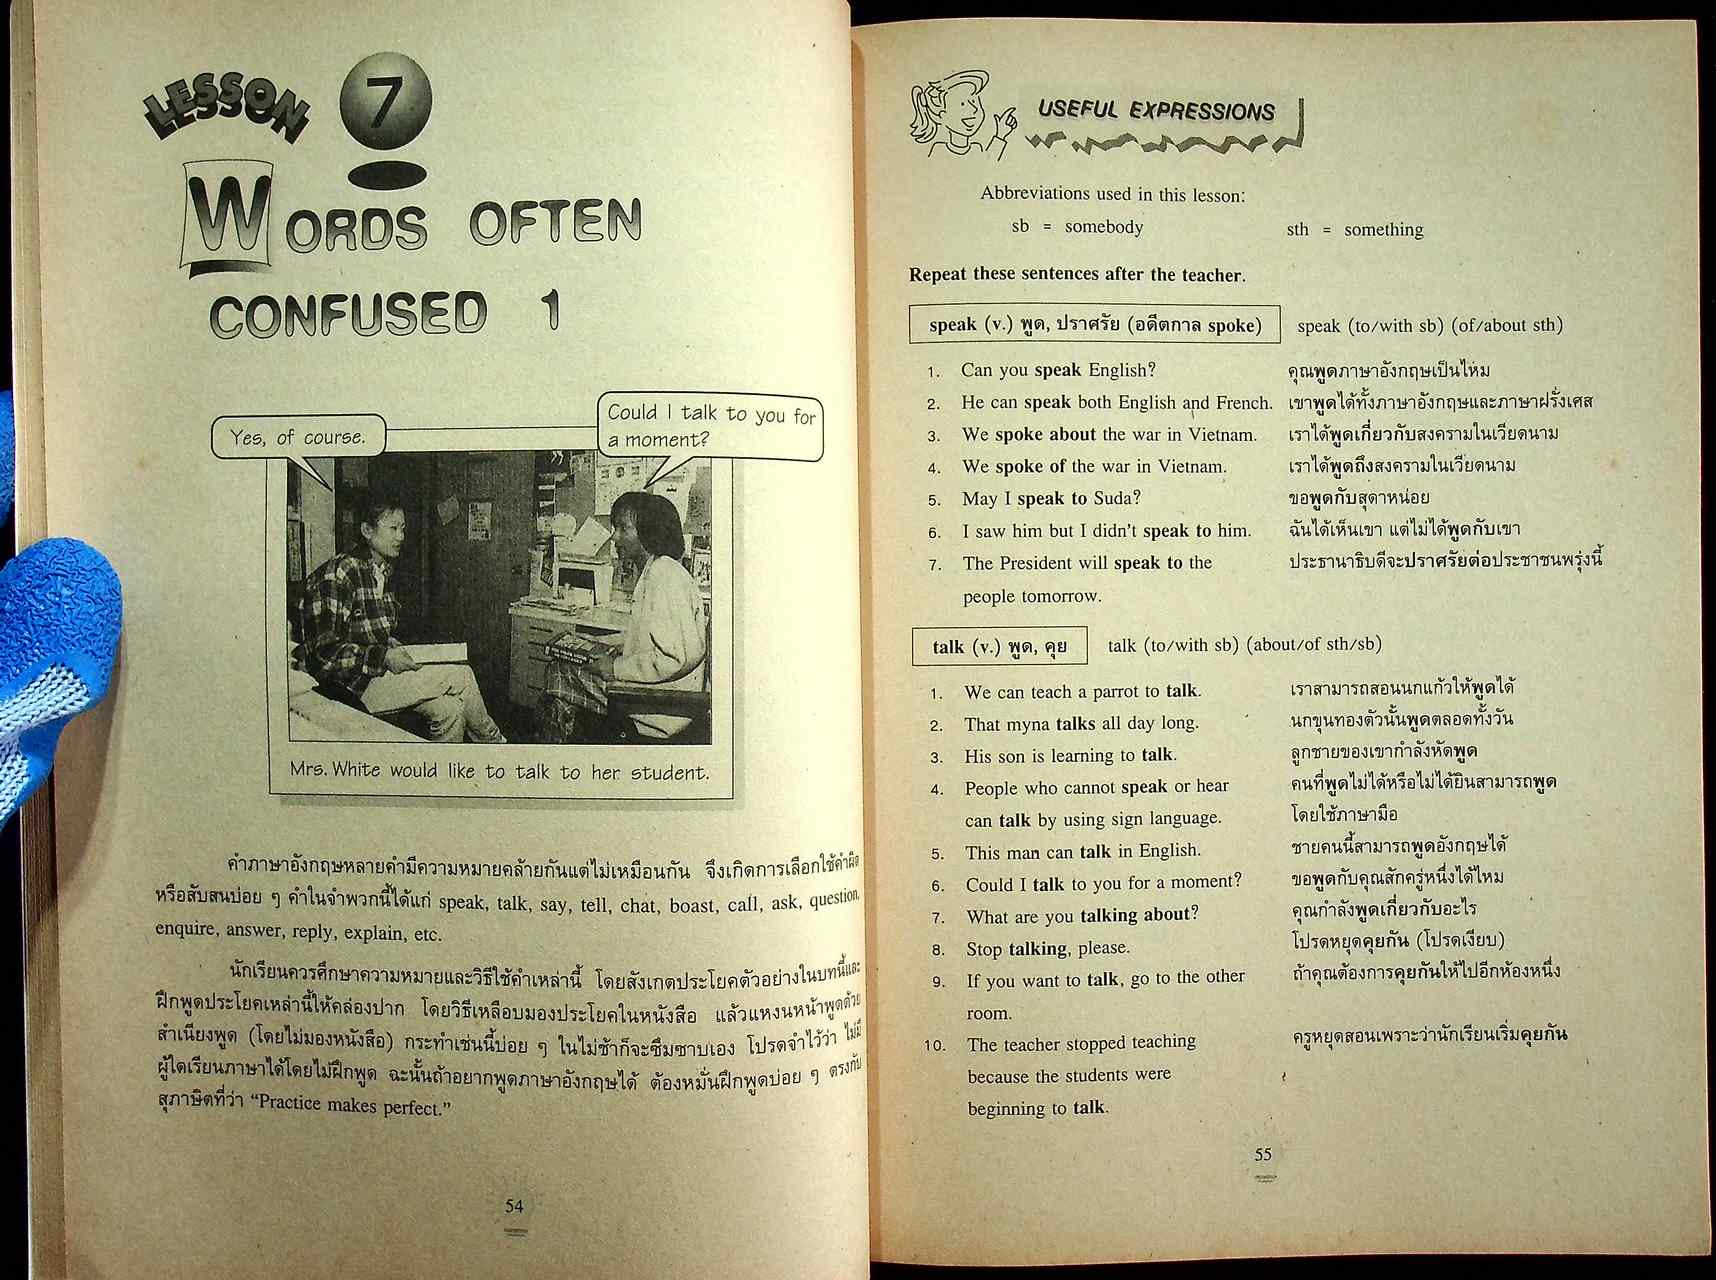 LESSON 7
WORDS OFTEN
CONFUSED 1
Yes, of course.
Could I talk to you for
a moment?
Mrs. White would like to talk to her student.
คำภาษาอังกฤษหลายคำมีความหมายคล้ายกันแต่ไม่เหมือนกัน จึงเกิดการเลือกใช้คำผิด
หรือสับสนบ่อย ๆ คำในจำพวกนี้ได้แก่ speak, talk, say, tell, chat, boast, call, ask, question,
enquire, answer, reply, explain, etc.
นักเรียนควรศึกษาความหมายและวิธีใช้คำเหล่านี้ โดยสังเกตประโยคตัวอย่างในบทนี้และ
ฝึกพูดประโยคเหล่านี้ให้คล่องปาก โดยวิธีเหลือบมองประโยคในหนังสือ แล้วแหงนหน้าพูดด้วย
สำเนียงพูด (โดยไม่มองหนังสือ) กระทำเช่นนี้บ่อย ๆ ในไม่ช้าก็จะซึมซาบเอง โปรดจำไว้ว่า ไม่มี
ผู้ใดเรียนภาษาได้โดยไม่ฝึกพูด ฉะนั้นถ้าอยากพูดภาษาอังกฤษได้ ต้องหมั่นฝึกพูดบ่อย ๆ ตรงกับ
สุภาษิตที่ว่า “Practice makes perfect.”
54
USEFUL EXPRESSIONS
Abbreviations used in this lesson:
sb = somebody sth = something
Repeat these sentences after the teacher.
speak (v.) พูด, ปราศรัย (อดีตกาล spoke) speak (to/with sb) (of/about sth)
1. Can you speak English? คุณพูดภาษาอังกฤษเป็นไหม
2. He can speak both English and French. เขาพูดได้ทั้งภาษาอังกฤษและภาษาฝรั่งเศส
3. We spoke about the war in Vietnam. เราได้พูดเกี่ยวกับสงครามในเวียดนาม
4. We spoke of the war in Vietnam. เราได้พูดถึงสงครามในเวียดนาม
5. May I speak to Suda? ขอพูดกับสุดาหน่อย
6. I saw him but I didn't speak to him. ฉันได้เห็นเขา แต่ไม่ได้พูดกับเขา
7. The President will speak to the ประธานาธิบดีจะปราศรัยต่อประชาชนพรุ่งนี้
people tomorrow.
talk (v.) พูด, คุย talk (to/with sb) (about/of sth/sb)
1. We can teach a parrot to talk. เราสามารถสอนนกแก้วให้พูดได้
2. That myna talks all day long. นกขุนทองตัวนั้นพูดตลอดทั้งวัน
3. His son is learning to talk. ลูกชายของเขากำลังหัดพูด
4. People who cannot speak or hear คนที่พูดไม่ได้หรือไม่ได้ยินสามารถพูด
can talk by using sign language. โดยใช้ภาษามือ
5. This man can talk in English. ชายคนนี้สามารถพูดอังกฤษได้
6. Could I talk to you for a moment? ขอพูดกับคุณสักครู่หนึ่งได้ไหม
7. What are you talking about? คุณกำลังพูดเกี่ยวกับอะไร
8. Stop talking, please. โปรดหยุดคุยกัน (โปรดเงียบ)
9. If you want to talk, go to the other ถ้าคุณต้องการคุยกันให้ไปอีกห้องหนึ่ง
room.
10. The teacher stopped teaching ครูหยุดสอนเพราะว่านักเรียนเริ่มคุยกัน
because the students were
beginning to talk.
55